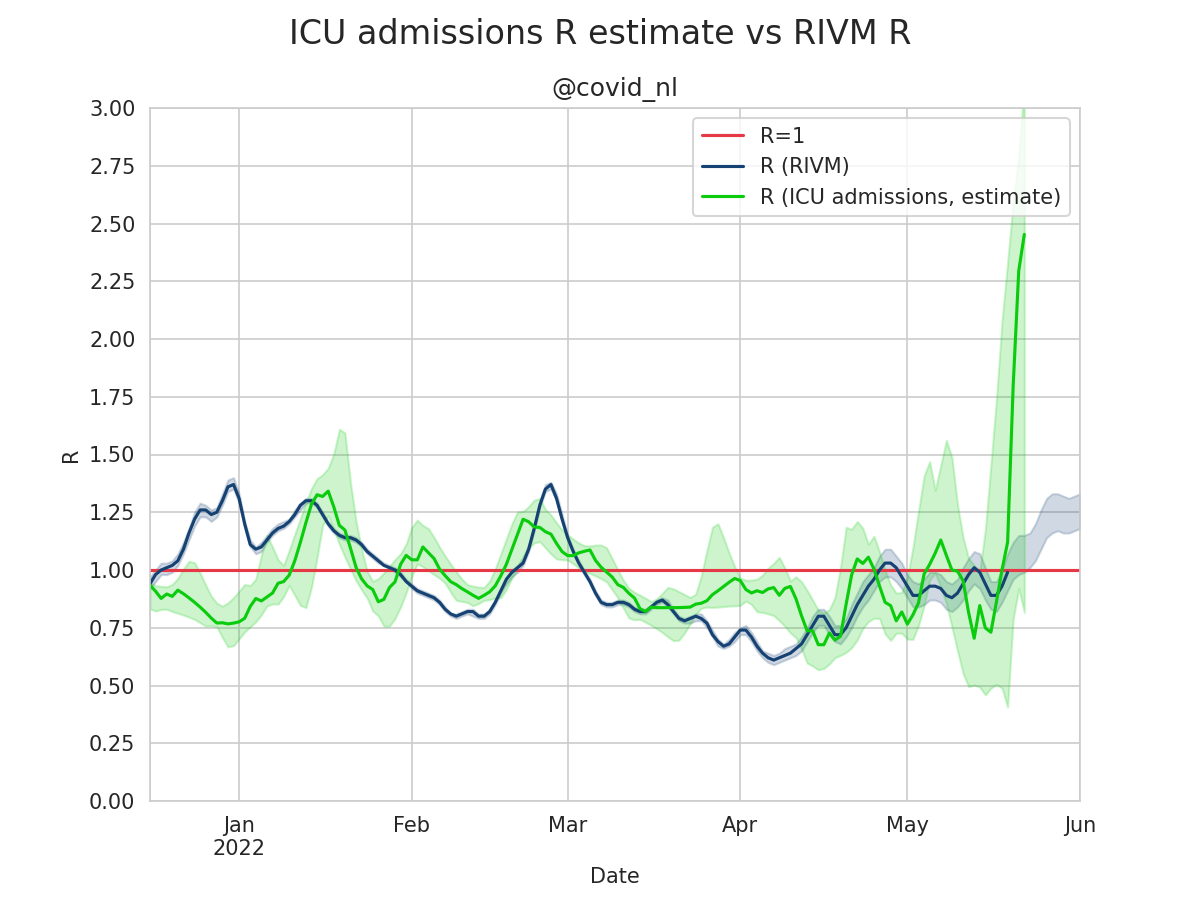 ICU admissions R estimate vs RIVM R
@covid_nl
3.00
2.75
2.50
2.25
2.00
1.75
1.50
1.25
1.00
0.75
0.50
0.25
0.00
R
R=1
R (RIVM)
R (ICU admissions, estimate)
Jan
2022
Feb
Mar
Apr
May
Jun
Date